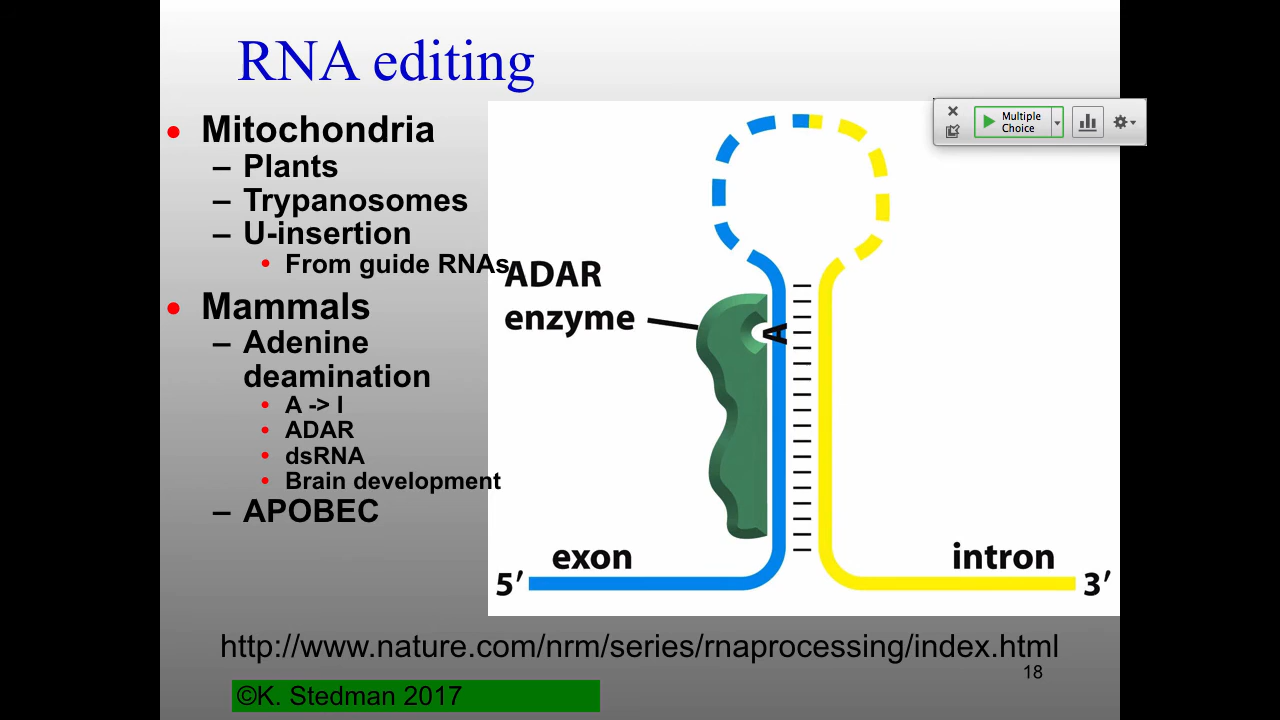 RNA editing
• Mitochondria
– Plants
– Trypanosomes
– U-insertion
• From guide RNAs
• Mammals
– Adenine
deamination
• A -> I
• ADAR
• dsRNA
• Brain development
– APOBEC
Multiple
Choice
ADAR
enzyme
A
exon
intron
5′
3′
http://www.nature.com/nrm/series/rnaprocessing/index.html
18
©K. Stedman 2017